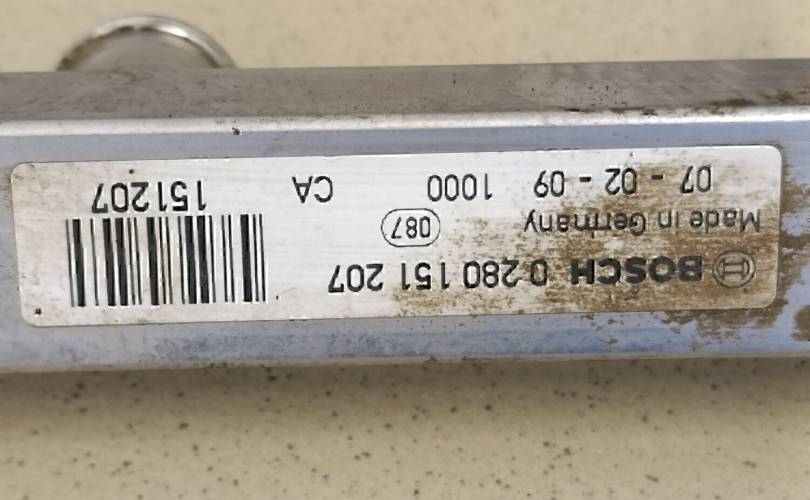 BOSCH 0 280 151 207
Made in Germany 087
07 - 02 - 09 1000 CA 151207